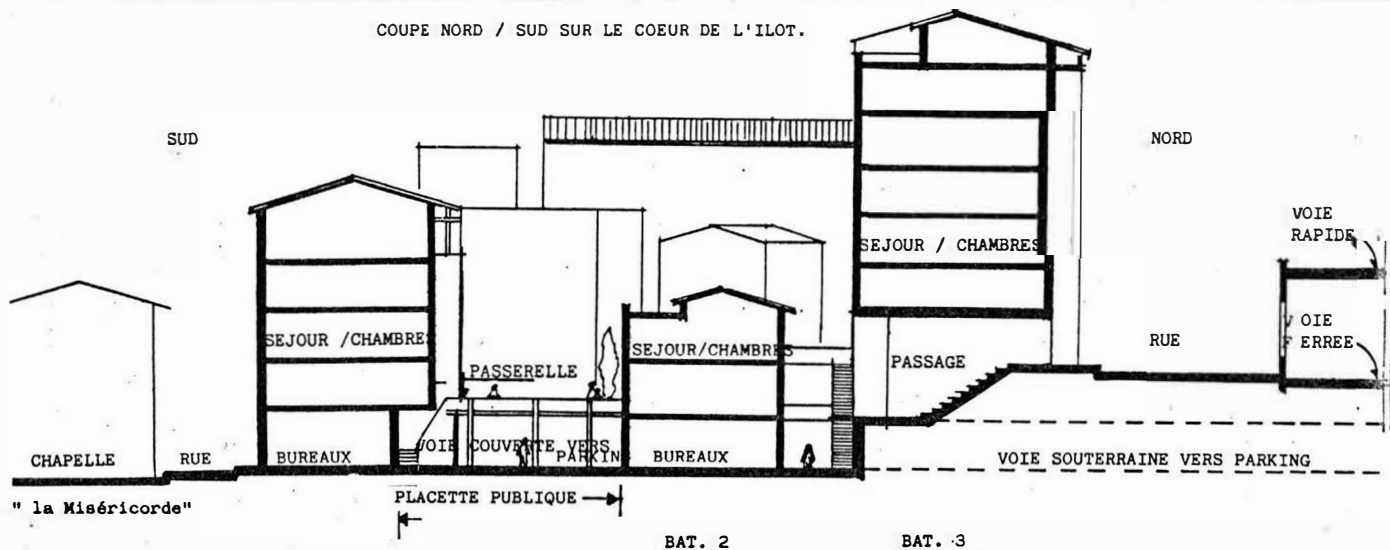 COUPE NORD / SUD SUR LE COEUR DE L'ILOT.
SUD
NORD
VOIE
RAPIDE
SEJOUR / CHAMBRES
VOIE
FERREE
SEJOUR /CHAMBRES
SEJOUR/CHAMBRES
PASSAGE
RUE
PASSERELLE
VOIE COUVERTE VERS
PARKIN
CHAPELLE
RUE
BUREAUX
BUREAUX
VOIE SOUTERRAINE VERS PARKING
" la Miséricorde"
PLACETTE PUBLIQUE
BAT. 2
BAT. 3